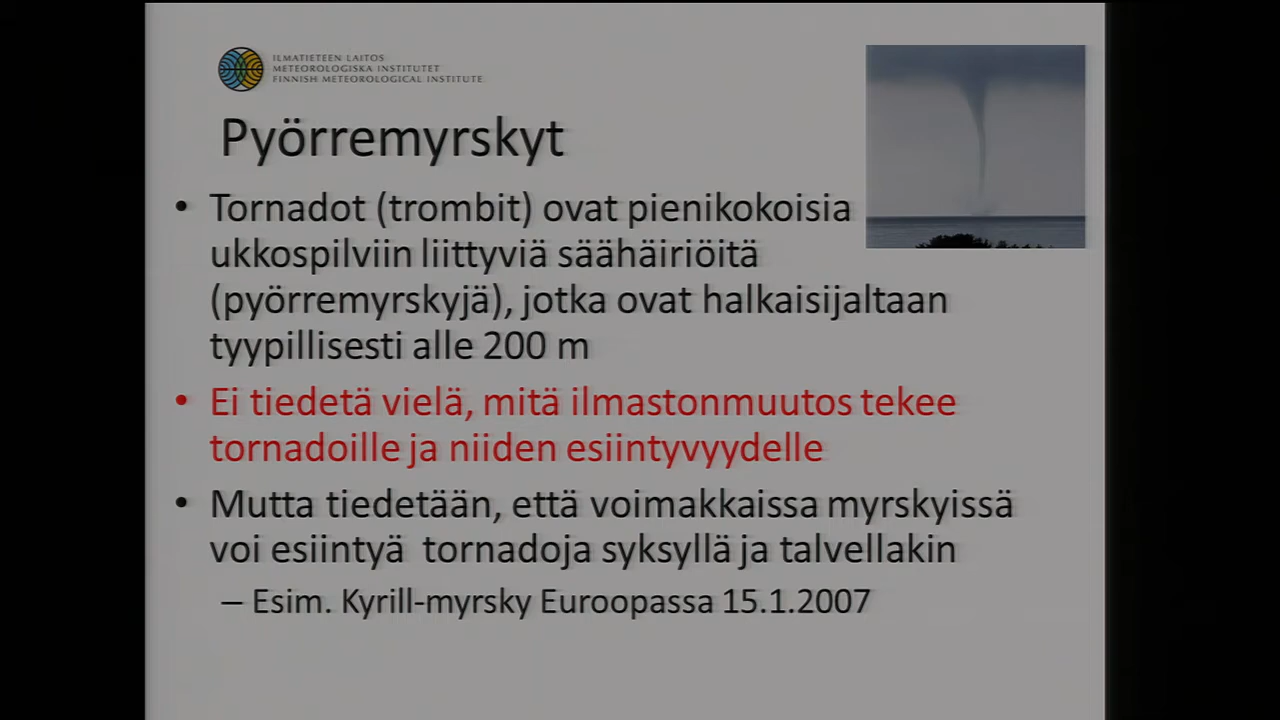 ILMATIETEEN LAITOS
METEOROLOGISKA INSTITUTET
FINNISH METEOROLOGICAL INSTITUTE
Pyörremyrskyt
• Tornadot (trombit) ovat pienikokoisia
ukkospilviin liittyviä säähäiriöitä
(pyörremyrskyjä), jotka ovat halkaisijaltaan
tyypillisesti alle 200 m
• Ei tiedetä vielä, mitä ilmastonmuutos tekee
tornadoille ja niiden esiintyvyydelle
• Mutta tiedetään, että voimakkaissa myrskyissä
voi esiintyä tornadoja syksyllä ja talvellakin
– Esim. Kyrill-myrsky Euroopassa 15.1.2007